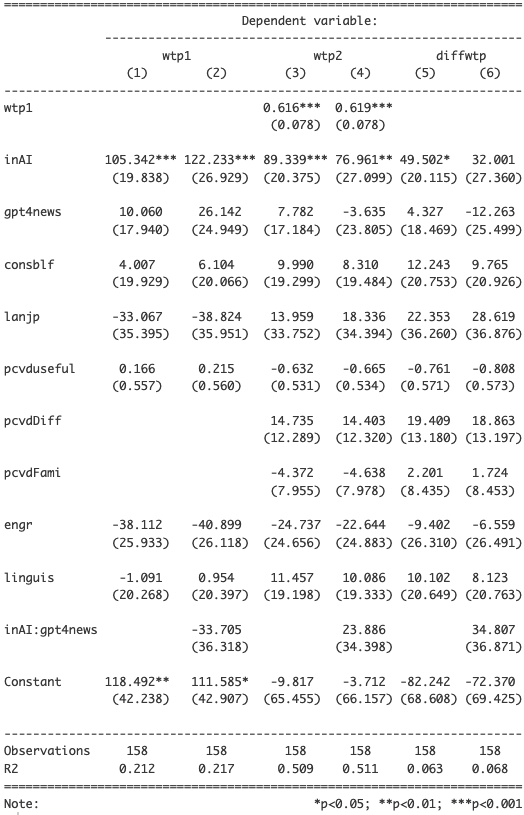 Dependent variable:
wtp1 wtp2 diffwtp
(1) (2) (3) (4) (5) (6)
wtp1 0.616*** 0.619***
(0.078) (0.078)
inAI 105.342*** 122.233*** 89.339*** 76.961** 49.502* 32.001
(19.838) (26.929) (20.375) (27.099) (20.115) (27.360)
gpt4news 10.060 26.142 7.782 -3.635 4.327 -12.263
(17.940) (24.949) (17.184) (23.805) (18.469) (25.499)
consblf 4.007 6.104 9.990 8.310 12.243 9.765
(19.929) (20.066) (19.299) (19.484) (20.753) (20.926)
lanjp -33.067 -38.824 13.959 18.336 22.353 28.619
(35.395) (35.951) (33.752) (34.394) (36.260) (36.876)
pcvduseful 0.166 0.215 -0.632 -0.665 -0.761 -0.808
(0.557) (0.560) (0.531) (0.534) (0.571) (0.573)
pcvdDiff 14.735 14.403 19.409 18.863
(12.289) (12.320) (13.180) (13.197)
pcvdFami -4.372 -4.638 2.201 1.724
(7.955) (7.978) (8.435) (8.453)
engr -38.112 -40.899 -24.737 -22.644 -9.402 -6.559
(25.933) (26.118) (24.656) (24.883) (26.310) (26.491)
linguis -1.091 0.954 11.457 10.086 10.102 8.123
(20.268) (20.397) (19.198) (19.333) (20.649) (20.763)
inAI:gpt4news -33.705 23.886 34.807
(36.318) (34.398) (36.871)
Constant 118.492** 111.585* -9.817 -3.712 -82.242 -72.370
(42.238) (42.907) (65.455) (66.157) (68.608) (69.425)
Observations 158 158 158 158 158 158
R2 0.212 0.217 0.509 0.511 0.063 0.068
Note: *p<0.05; **p<0.01; ***p<0.001